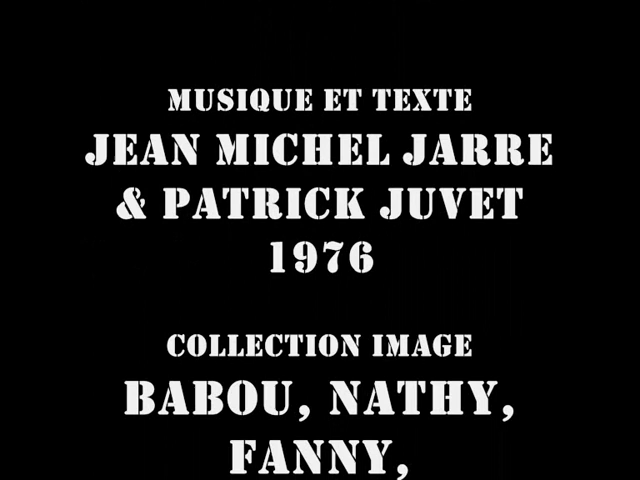 MUSIQUE ET TEXTE
JEAN MICHEL JARRE
& PATRICK JUVET
1976
COLLECTION IMAGE
BABOU, NATHY,
FANNY,